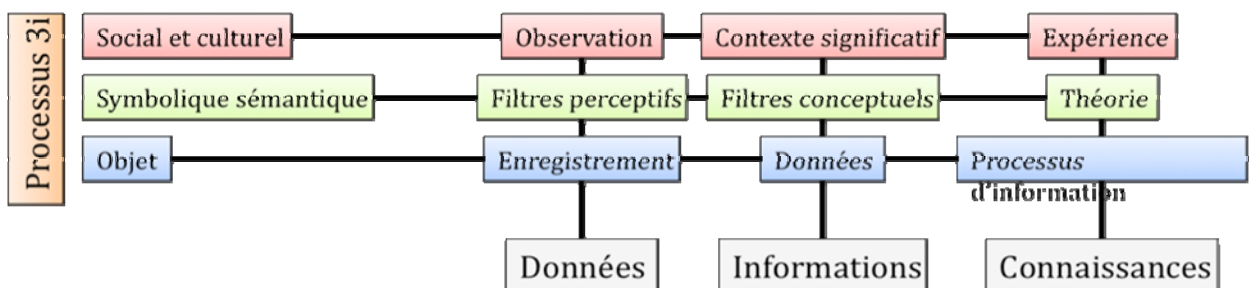 Processus 3i
Social et culturel
Observation
Contexte significatif
Expérience
Symbolique sémantique
Filtres perceptifs
Filtres conceptuels
Théorie
Objet
Enregistrement
Données
Processus
d'information
Données
Informations
Connaissances